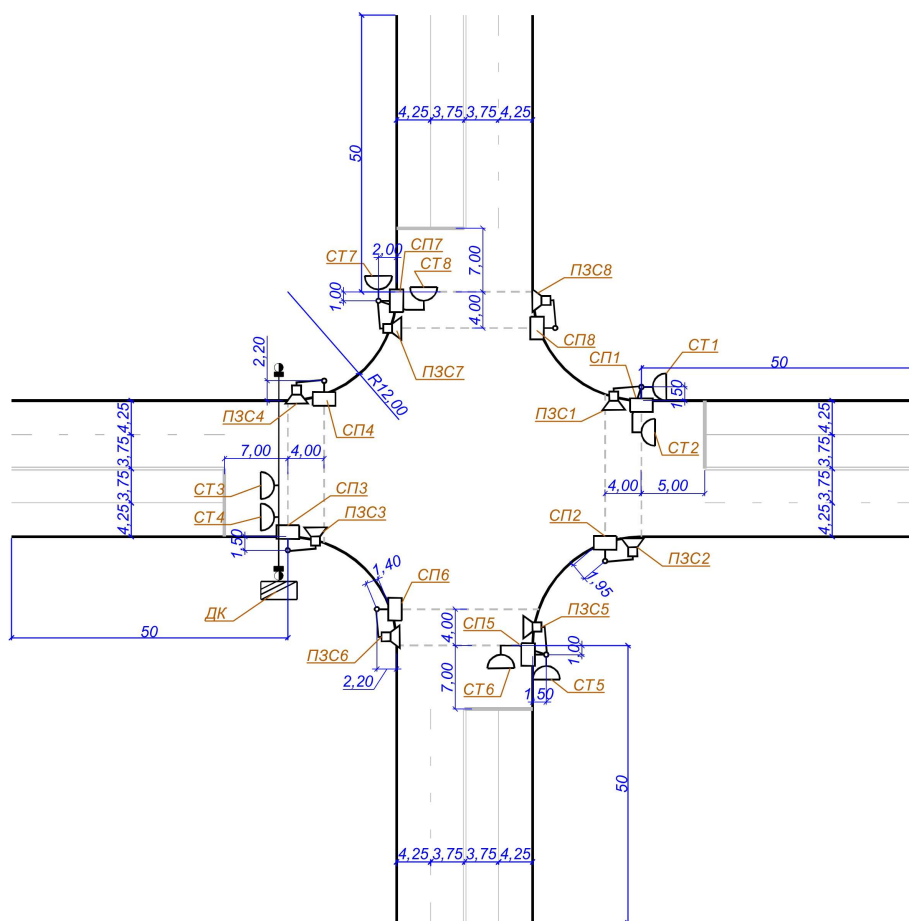 4,25 3,75 3,75 4,25
50
СП7
СТ7
2,00
СТ8
7,00
ПЗС8
1,00
4,00
СП8
СТ1
СП1
50
2,20
ПЗС7
R12,00
1,50
ПЗС4
СП4
ПЗС1
4,25
3,75
3,75
4,25
СТ2
4,25
3,75
3,75
4,25
7,00
4,00
СТ3
СП3
4,00
5,00
СТ4
ПЗС3
СП2
1,50
ПЗС2
1,40
СП6
1,95
ДК
ПЗС5
50
СП5
4,00
ПЗС6
1,00
2,20
7,00
СТ6
1,50
СТ5
50
4,25 3,75 3,75 4,25